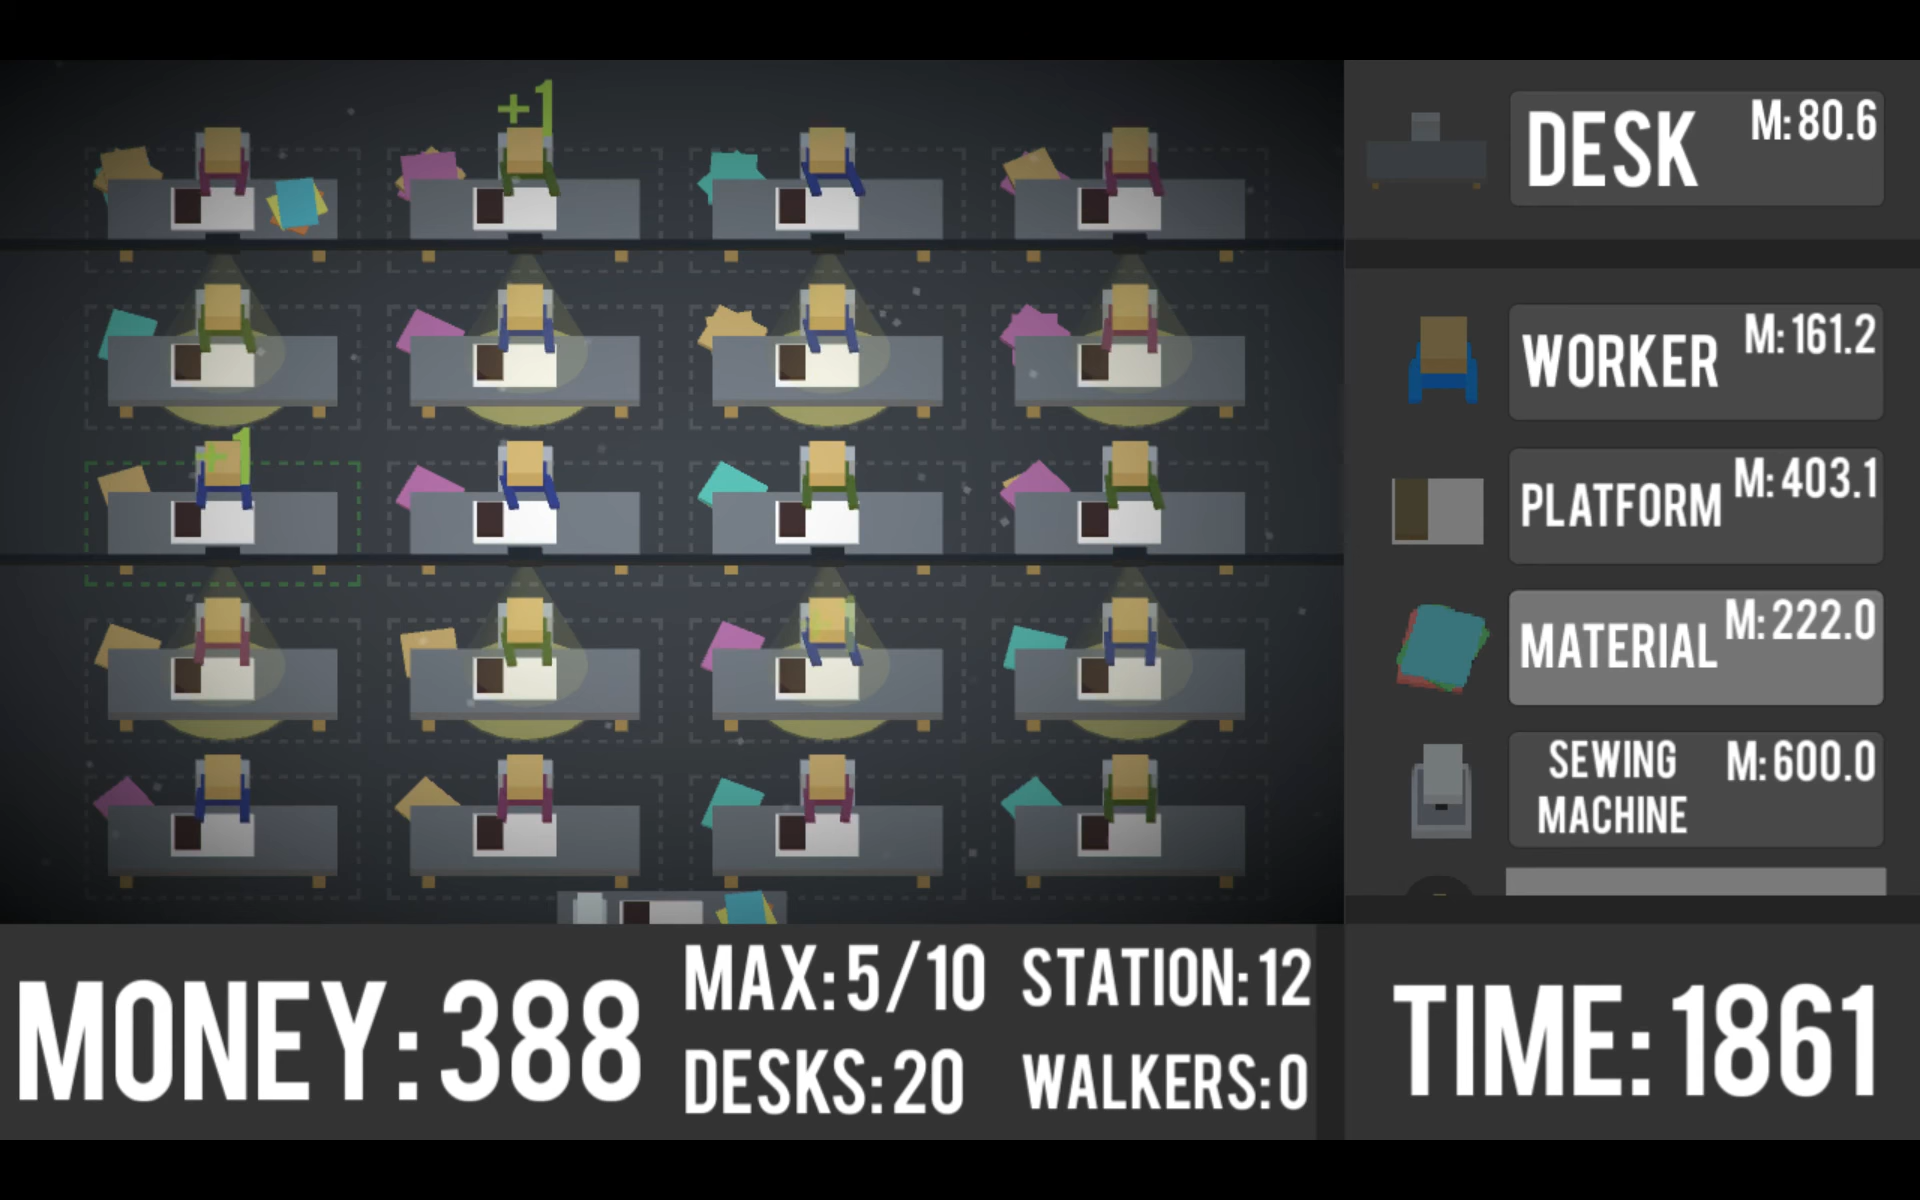 +1
DESK M:80.6
WORKER M:161.2
PLATFORM M:403.1
+1
MATERIAL M:222.0
SEWING MACHINE M:600.0
MONEY:388
MAX:5/10 STATION:12
DESKS:20 WALKERS:0
TIME:1861